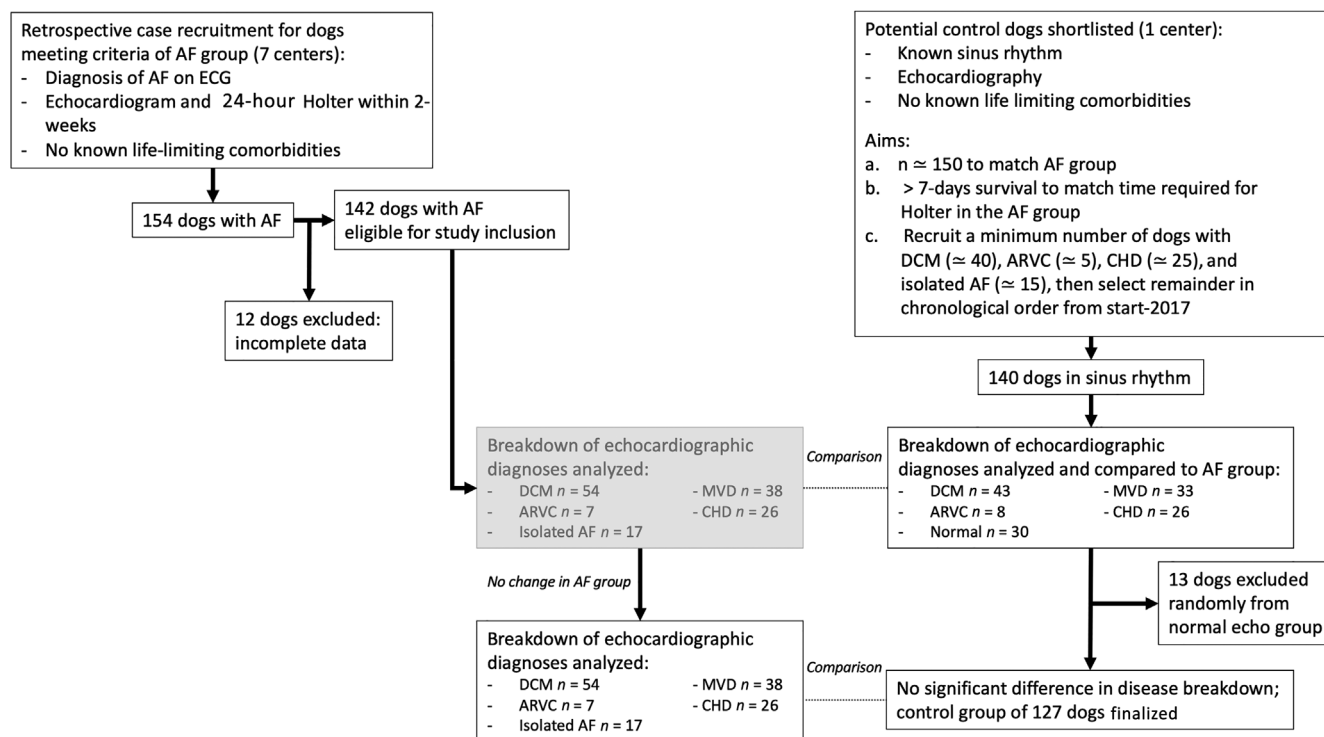 Retrospective case recruitment for dogs
meeting criteria of AF group (7 centers):
- Diagnosis of AF on ECG
- Echocardiogram and 24-hour Holter within 2-
weeks
- No known life-limiting comorbidities
154 dogs with AF
142 dogs with AF
eligible for study inclusion
12 dogs excluded:
incomplete data
Potential control dogs shortlisted (1 center):
- Known sinus rhythm
- Echocardiography
- No known life limiting comorbidities
Aims:
a. n ≃ 150 to match AF group
b. > 7-days survival to match time required for
Holter in the AF group
c. Recruit a minimum number of dogs with
DCM (≃ 40), ARVC (≃ 5), CHD (≃ 25), and
isolated AF (≃ 15), then select remainder in
chronological order from start-2017
140 dogs in sinus rhythm
Breakdown of echocardiographic
diagnoses analyzed:
- DCM n = 54 - MVD n = 38
- ARVC n = 7 - CHD n = 26
- Isolated AF n = 17
Comparison
Breakdown of echocardiographic
diagnoses analyzed and compared to AF group:
- DCM n = 43 - MVD n = 33
- ARVC n = 8 - CHD n = 26
- Normal n = 30
No change in AF group
13 dogs excluded
randomly from
normal echo group
Breakdown of echocardiographic
diagnoses analyzed:
- DCM n = 54 - MVD n = 38
- ARVC n = 7 - CHD n = 26
- Isolated AF n = 17
Comparison
No significant difference in disease breakdown;
control group of 127 dogs finalized